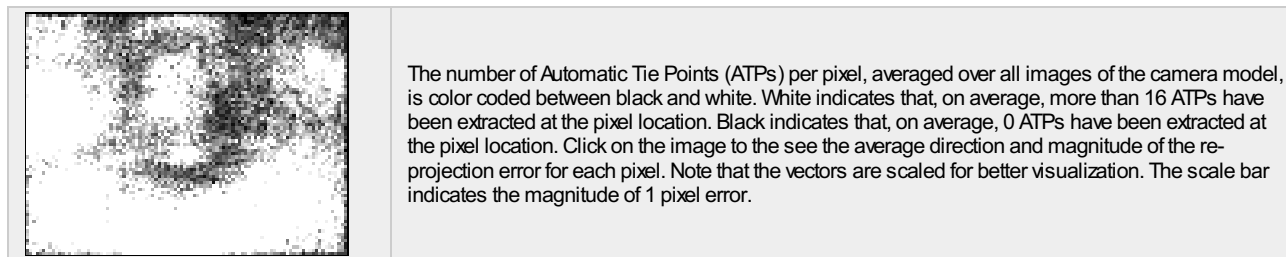 The number of Automatic Tie Points (ATPs) per pixel, averaged over all images of the camera model,
is color coded between black and white. White indicates that, on average, more than 16 ATPs have
been extracted at the pixel location. Black indicates that, on average, 0 ATPs have been extracted at
the pixel location. Click on the image to the see the average direction and magnitude of the re-
projection error for each pixel. Note that the vectors are scaled for better visualization. The scale bar
indicates the magnitude of 1 pixel error.